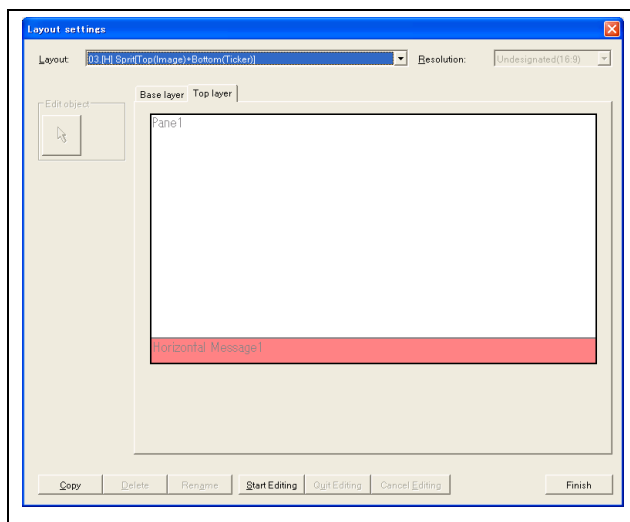 Layout settings
Layout: 03.[H] Sprit[Top(Image)+Bottom(Ticker)] Resolution: Undesignated(16:9)
Base layer Top layer
Edit object
Pane1
Horizontal Message1
Copy Delete Rename Start Editing Quit Editing Cancel Editing Finish